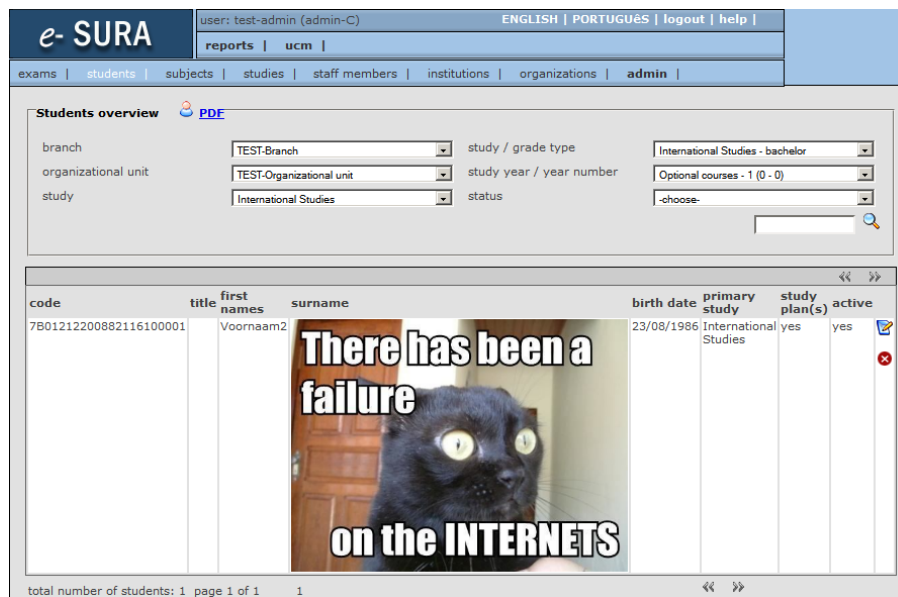 e- SURA
user: test-admin (admin-C) ENGLISH | PORTUGUêS | logout | help |
reports | ucm |
exams | students | subjects | studies | staff members | institutions | organizations | admin |
Students overview PDF
branch TEST-Branch study / grade type International Studies - bachelor
organizational unit TEST-Organizational unit study year / year number Optional courses - 1 (0 - 0)
study International Studies status -choose-
code title first names surname birth date primary study study plan(s) active
7B01212200882116100001 Voornaam2 23/08/1986 International Studies yes yes
There has been a
failure
on the INTERNETS
total number of students: 1 page 1 of 1 1